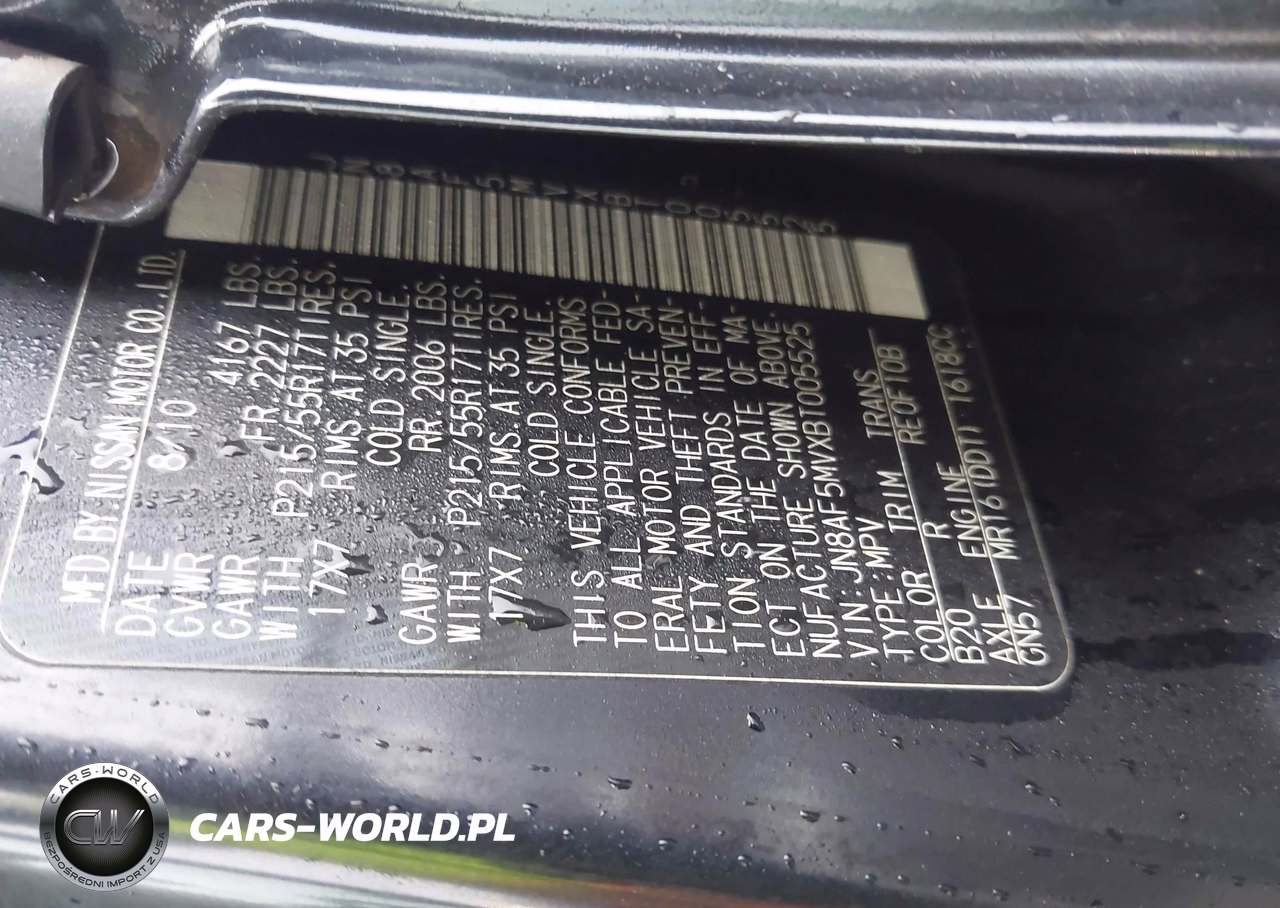 JN8AF5MVXBT005525
MFD BY.NISSAN MOTOR CO.,LTD.
DATE 8/10
GVWR 4167 LBS.
GAWR FR.2227 LBS.
WITH P215/55R17TIRES.
17X7 RIMS.AT 35 PSI
COLD SINGLE.
GAWR RR.2006 LBS.
WITH P215/55R17TIRES.
17X7 RIMS.AT 35 PSI
COLD SINGLE.
THIS VEHICLE CONFORMS
TO ALL APPLICABLE FED-
ERAL MOTOR VEHICLE SA-
FETY AND THEFT PREVEN-
TION STANDARDS IN EFF-
ECT ON THE DATE OF MA-
NUFACTURE SHOWN ABOVE.
VIN:JN8AF5MVXBT005525
TYPE:MPV
COLOR TRIM TRANS
B20 R RE0F10B
AXLE ENGINE
GN57 MR16(DDT) 1618CC
CARS-WORLD
CW
BEZPOŚREDNI IMPORT Z USA
CARS-WORLD.PL